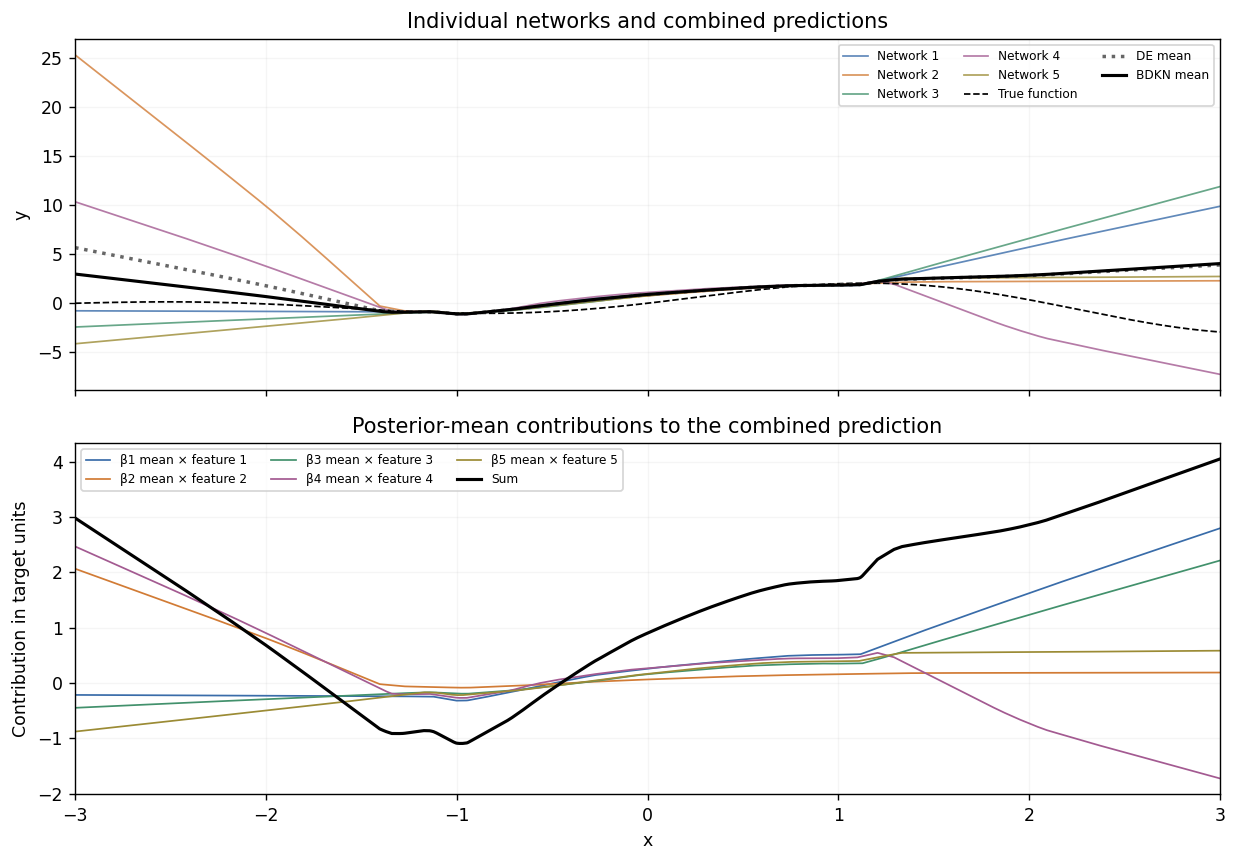 Individual networks and combined predictions
Network 1
Network 2
Network 3
Network 4
Network 5
True function
DE mean
BDKN mean
25
20
15
10
5
0
−5
y
Posterior-mean contributions to the combined prediction
β1 mean × feature 1
β2 mean × feature 2
β3 mean × feature 3
β4 mean × feature 4
β5 mean × feature 5
Sum
4
3
2
1
0
−1
−2
Contribution in target units
−3
−2
−1
0
1
2
3
x